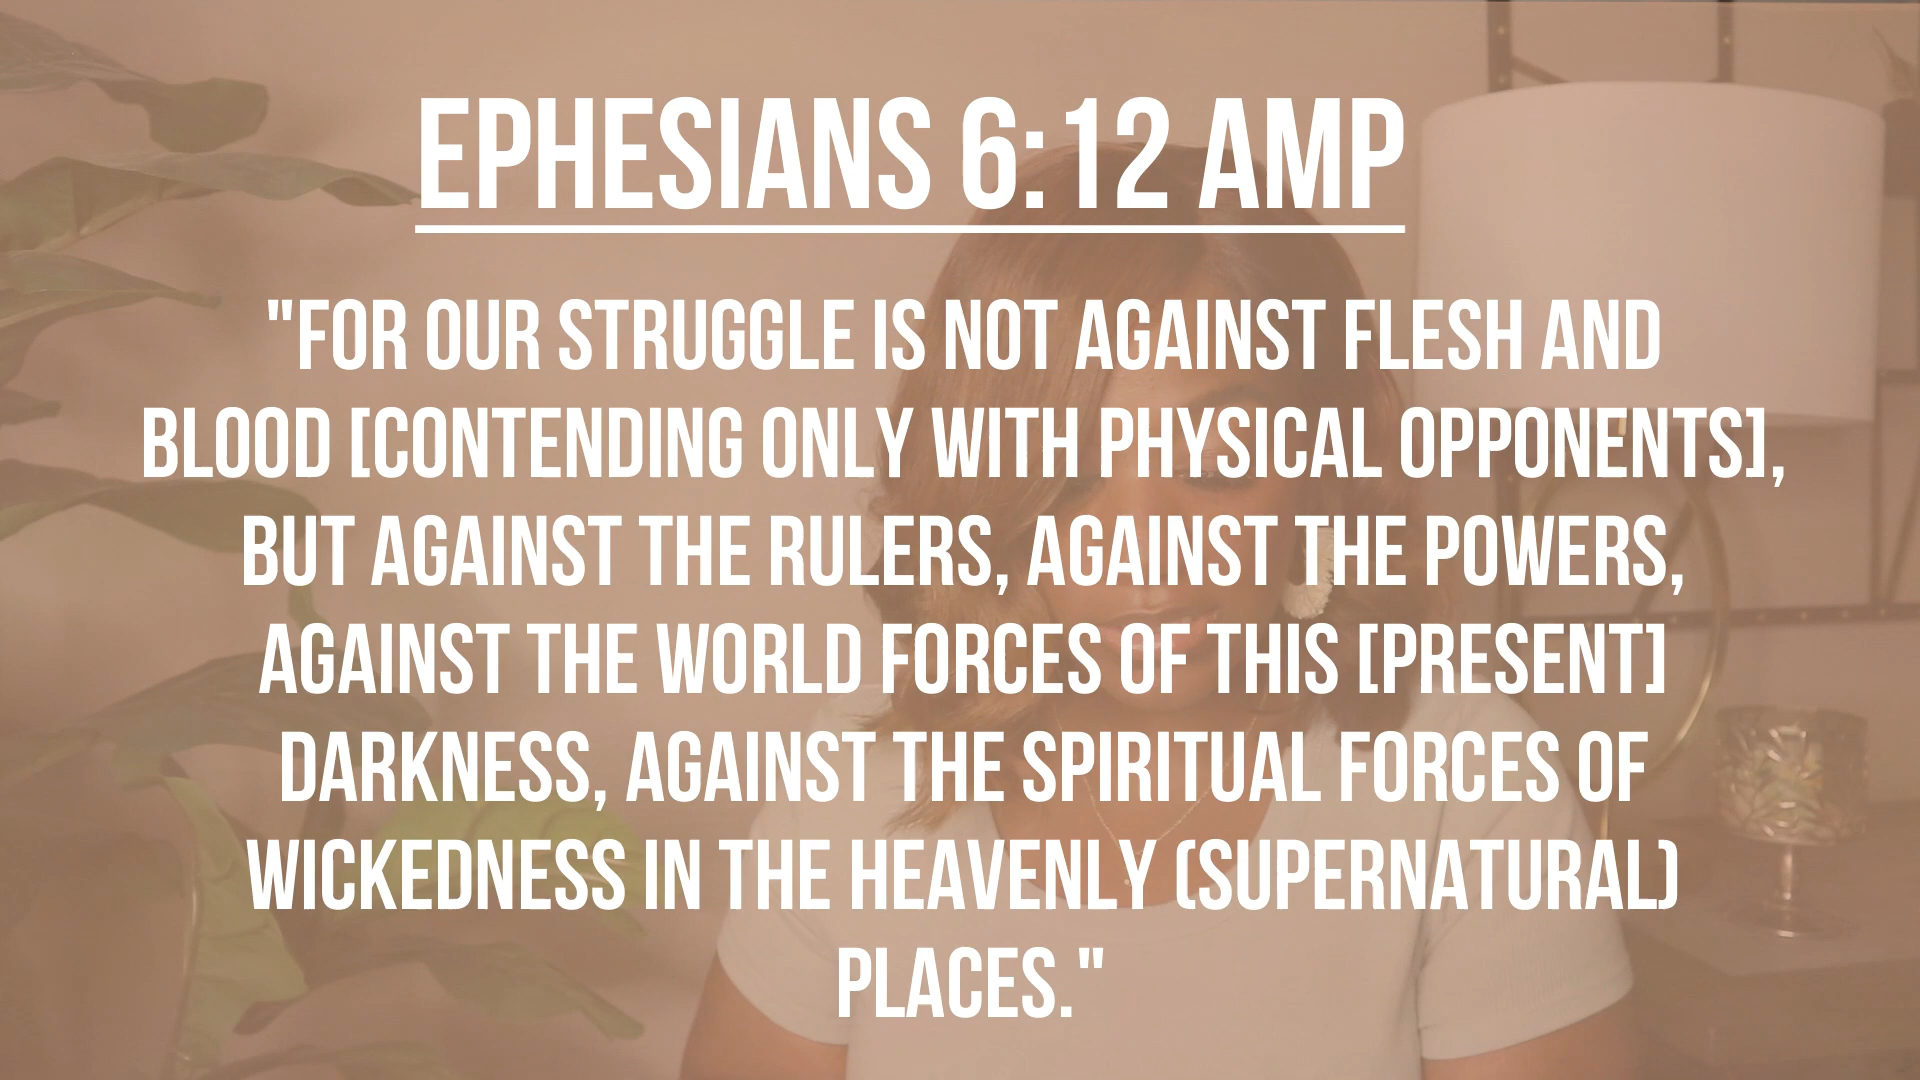 EPHESIANS 6:12 AMP
"FOR OUR STRUGGLE IS NOT AGAINST FLESH AND
BLOOD [CONTENDING ONLY WITH PHYSICAL OPPONENTS],
BUT AGAINST THE RULERS, AGAINST THE POWERS,
AGAINST THE WORLD FORCES OF THIS [PRESENT]
DARKNESS, AGAINST THE SPIRITUAL FORCES OF
WICKEDNESS IN THE HEAVENLY (SUPERNATURAL)
PLACES."